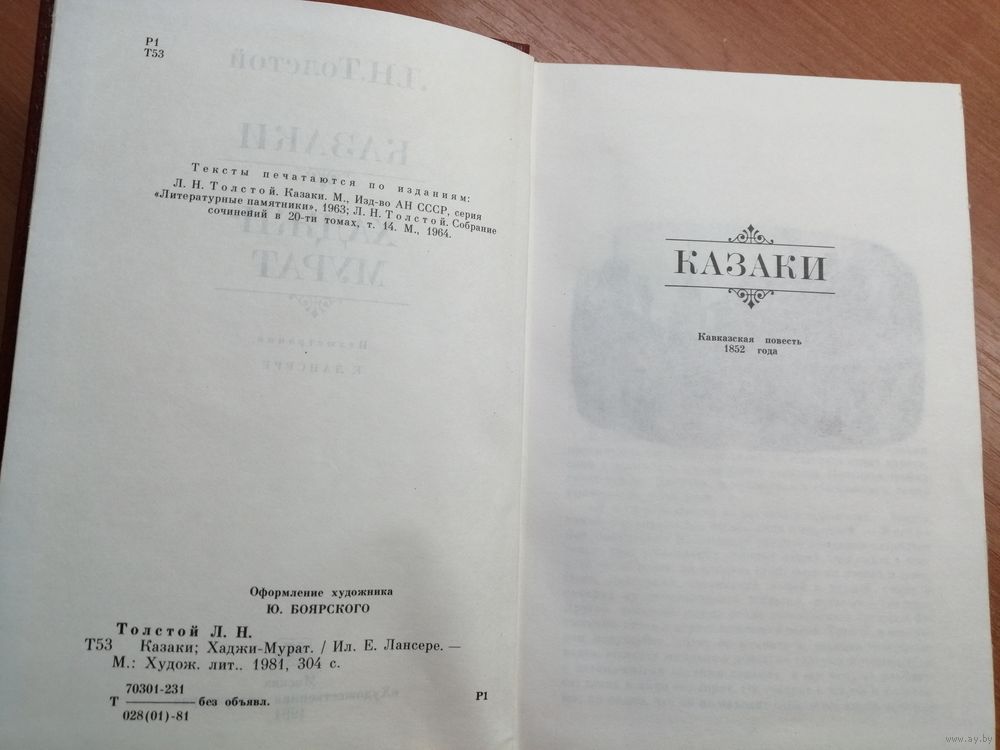 Р1
Т53
Тексты печатаются по изданиям:
Л. Н. Толстой. Казаки. М., Изд-во АН СССР, серия
«Литературные памятники», 1963; Л. Н. Толстой. Собрание
сочинений в 20-ти томах, т. 14. М., 1964.
Оформление художника
Ю. БОЯРСКОГО
Толстой Л. Н.
Т53 Казаки; Хаджи-Мурат. / Ил. Е. Лансере. —
М.: Худож. лит.. 1981, 304 с.
70301-231
Т без объявл.
028(01)-81
Р1
КАЗАКИ
Кавказская повесть
1852 года
www.ay.by